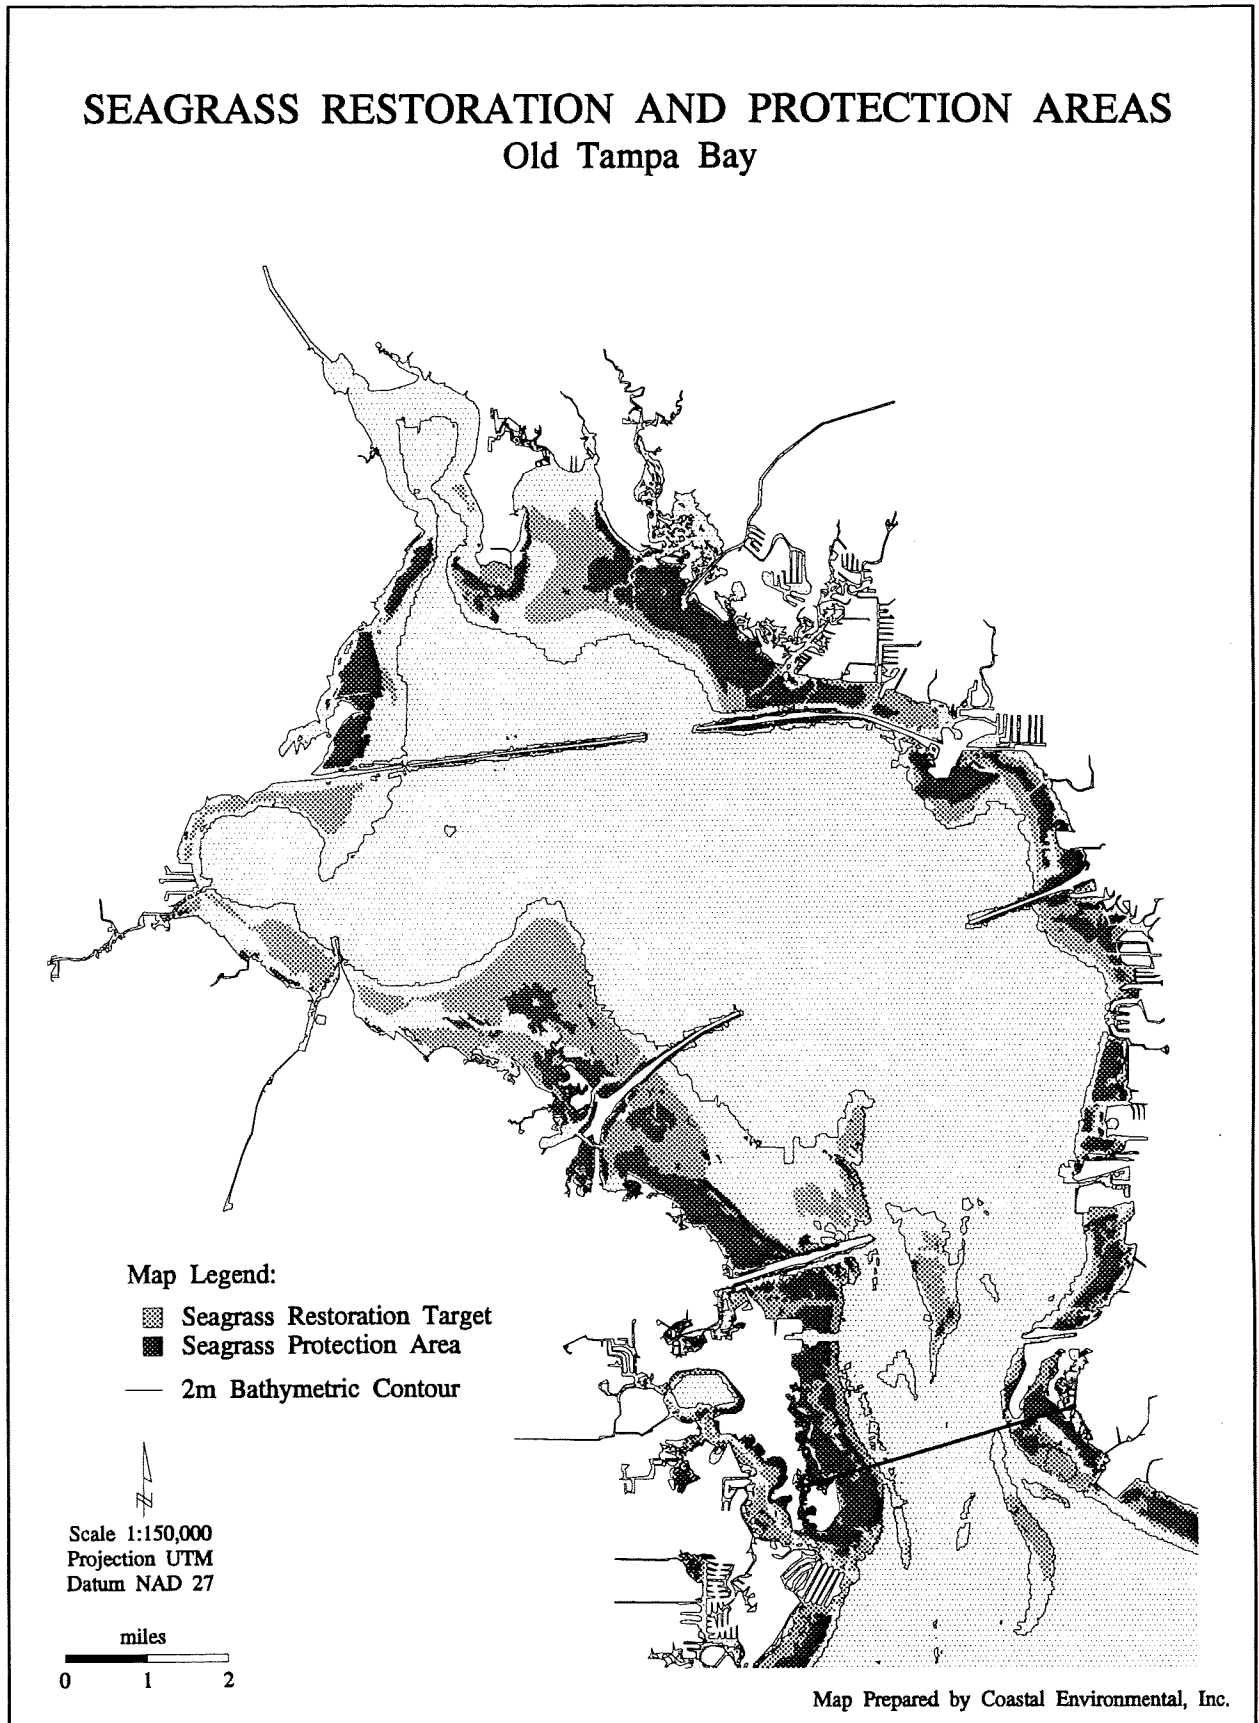 SEAGRASS RESTORATION AND PROTECTION AREAS
Old Tampa Bay
Map Legend:
Seagrass Restoration Target
Seagrass Protection Area
2m Bathymetric Contour
N
Scale 1:150,000
Projection UTM
Datum NAD 27
miles
0 1 2
Map Prepared by Coastal Environmental, Inc.